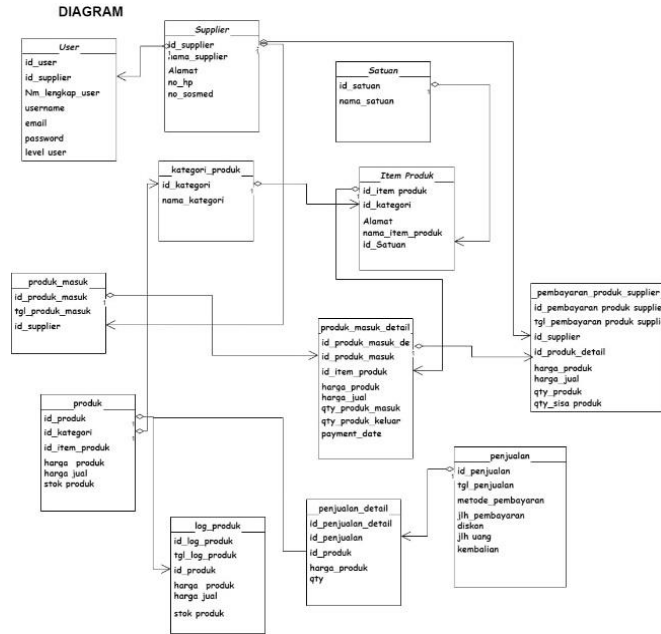 DIAGRAM
User
id_user
id_supplier
Nm_lengkap_user
username
email
password
level user
Supplier
id_supplier
nama_supplier
Alamat
no_hp
no_sosmed
Satuan
id_satuan
nama_satuan
kategori_produk
id_kategori
nama_kategori
Item Produk
id_item produk
id_kategori
Alamat
nama_item_produk
id_Satuan
produk_masuk
id_produk_masuk
tgl_produk_masuk
id_supplier
produk_masuk_detail
id_produk_masuk_de
id_produk_masuk
id_item_produk
harga_produk
harga_jual
qty_produk_masuk
qty_produk_keluar
payment_date
_pembayaran_produk_supplier
id_pembayaran produk supplie
tgl_pembayaran produk suppli
id_supplier
id_produk_detail
harga_produk
harga_jual
qty_produk
qty_sisa produk
produk
id_produk
id_kategori
id_item_produk
harga produk
harga jual
stok produk
log_produk
id_log_produk
tgl_log_produk
id_produk
harga produk
harga jual
stok produk
penjualan_detail
id_penjualan_detail
id_penjualan
id_produk
harga_produk
qty
penjualan
id_penjualan
tgl_penjualan
metode_pembayaran
jlh_pembayaran
diskan
jlh uang
kembalian